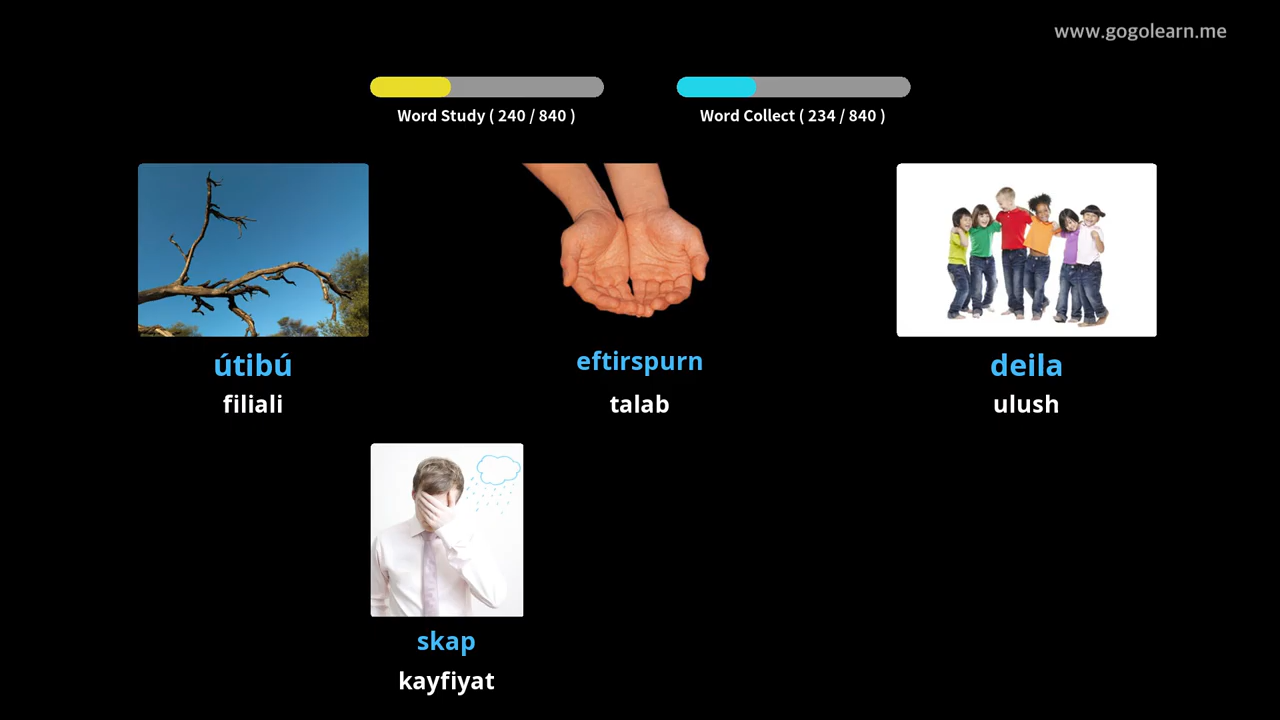 www.gogolearn.me
Word Study ( 240 / 840 )
Word Collect ( 234 / 840 )
útibú
filiali
eftirspurn
talab
deila
ulush
skap
kayfiyat